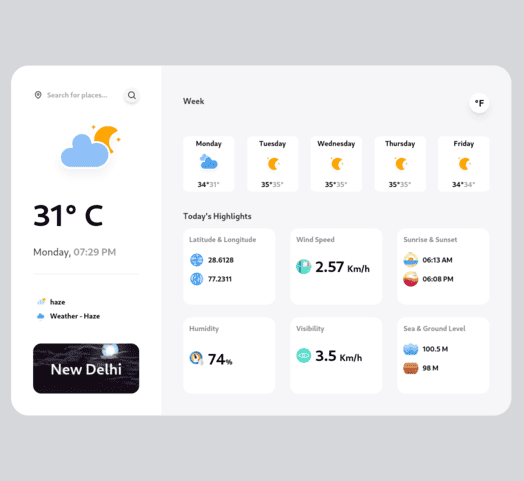 Search for places...
31° C
Monday, 07:29 PM
haze
Weather - Haze
New Delhi
Week
°F
Monday
34°31°
Tuesday
35°35°
Wednesday
35°35°
Thursday
35°35°
Friday
34°34°
Today's Highlights
Latitude & Longitude
28.6128
77.2311
Wind Speed
2.57 Km/h
Sunrise & Sunset
06:13 AM
06:08 PM
Humidity
74%
Visibility
3.5 Km/h
Sea & Ground Level
100.5 M
98 M